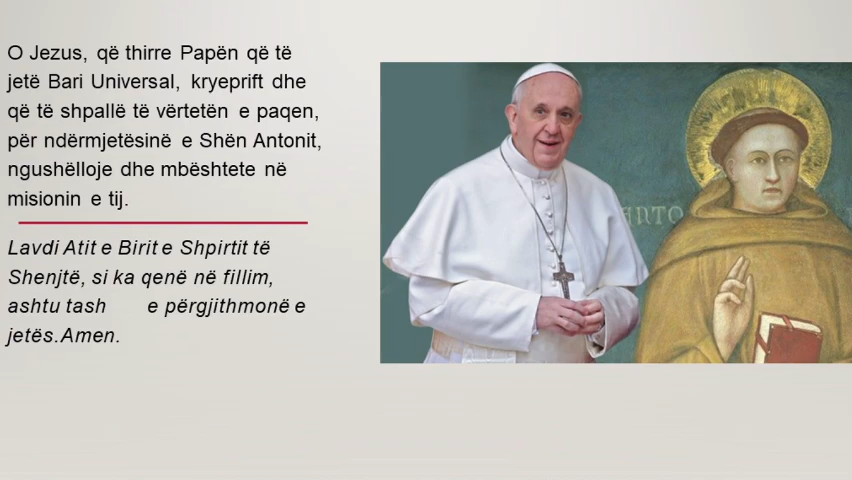 O Jezus, që thirre Papën që të
jetë Bari Universal, kryeprift dhe
që të shpallë të vërtetën e paqen,
për ndërmjetësinë e Shën Antonit,
ngushëlloje dhe mbështete në
misionin e tij.
Lavdi Atit e Birit e Shpirtit të
Shenjtë, si ka qenë në fillim,
ashtu tash e përgjithmonë e
jetës.Amen.